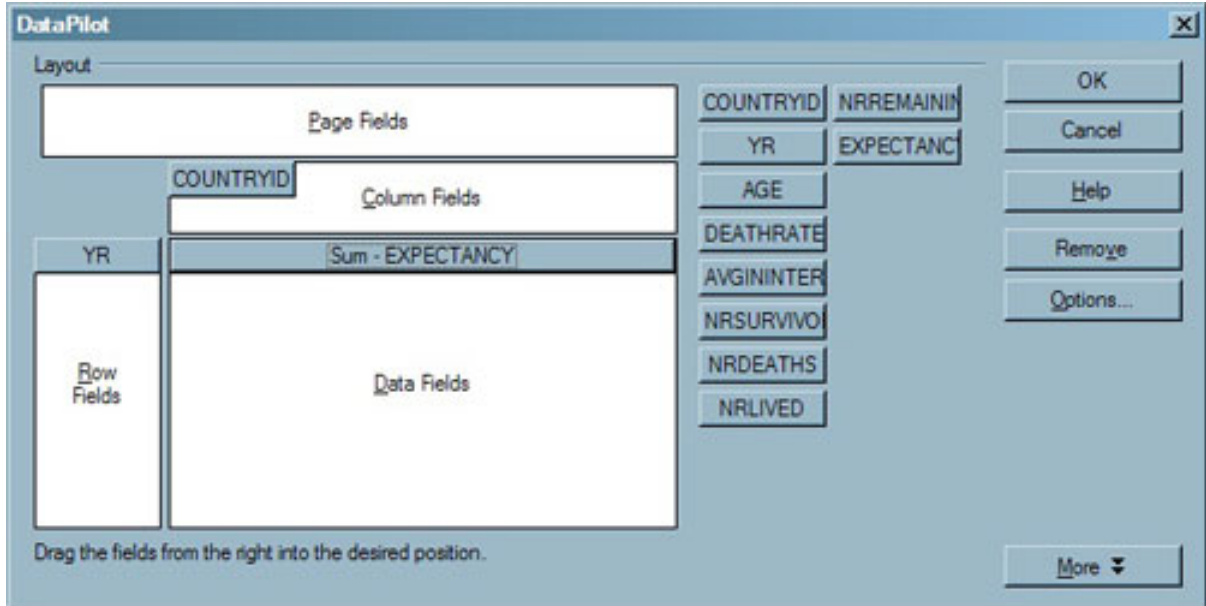 DataPilot
Layout
Page Fields
COUNTRYID
Column Fields
YR
Sum - EXPECTANCY
Row
Fields
Data Fields
COUNTRYID NRREMAININ
YR EXPECTANC
AGE
DEATHRATE
AVGININTER
NRSURVIVO
NRDEATHS
NRLIVED
OK
Cancel
Help
Remove
Options...
More
Drag the fields from the right into the desired position.